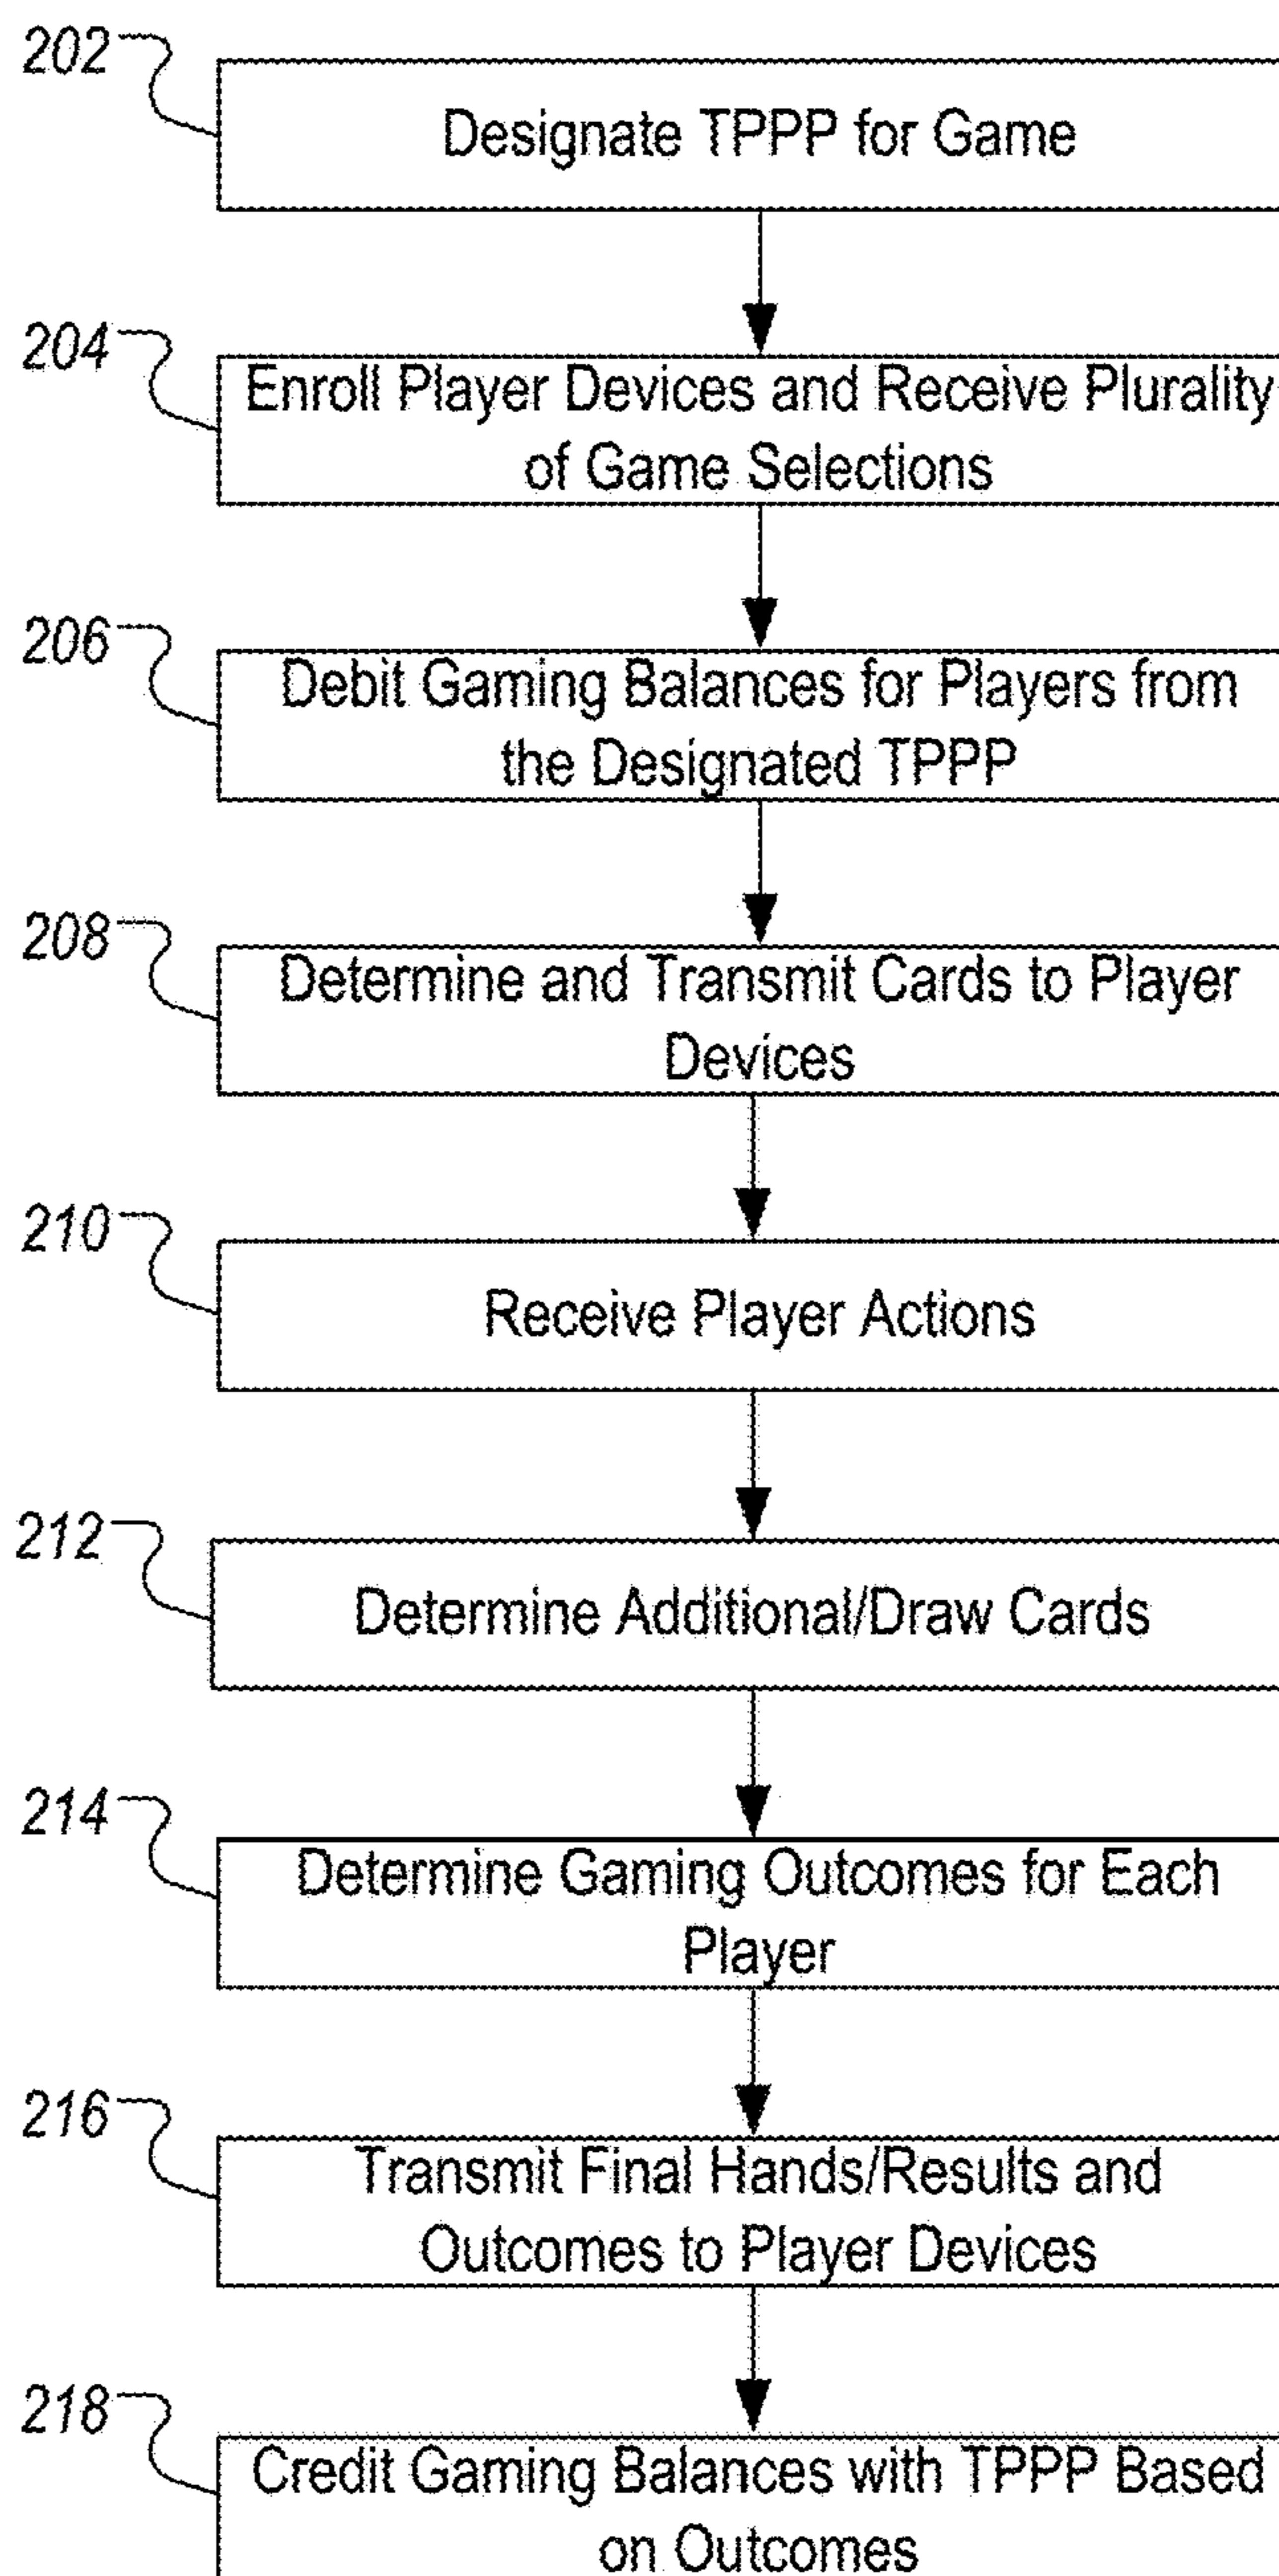 202
Designate TPPP for Game
204
Enroll Player Devices and Receive Plurality
of Game Selections
206
Debit Gaming Balances for Players from
the Designated TPPP
208
Determine and Transmit Cards to Player
Devices
210
Receive Player Actions
212
Determine Additional/Draw Cards
214
Determine Gaming Outcomes for Each
Player
216
Transmit Final Hands/Results and
Outcomes to Player Devices
218
Credit Gaming Balances with TPPP Based
on Outcomes